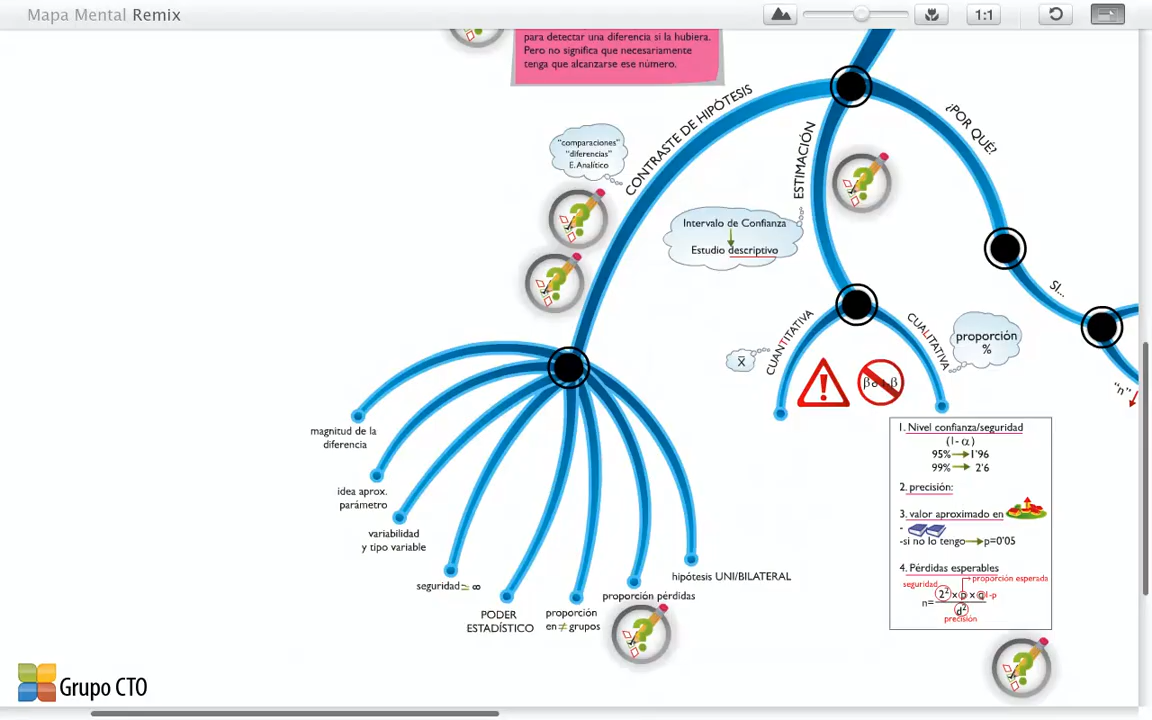 Mapa Mental Remix
1:1
para detectar una diferencia si la hubiera.
Pero no significa que necesariamente
tenga que alcanzarse ese número.
CONTRASTE DE HIPÓTESIS
"comparaciones"
"diferencias"
E. Analítico
ESTIMACIÓN
¿POR QUÉ?
Intervalo de Confianza
Estudio descriptivo
SI...
"n"
CUANTITATIVA
X̅
CUALITATIVA
proporción
%
magnitud de la
diferencia
idea aprox.
parámetro
variabilidad
y tipo variable
seguridad
PODER
ESTADÍSTICO
proporción
en ≠ grupos
proporción pérdidas
hipótesis UNI/BILATERAL
1. Nivel confianza/seguridad
(1- α)
95% → 1'96
99% → 2'6
2. precisión:
3. valor aproximado en
-
-si no lo tengo → p=0'05
4. Pérdidas esperables
proporción esperada
seguridad
n=
precisión
Grupo CTO